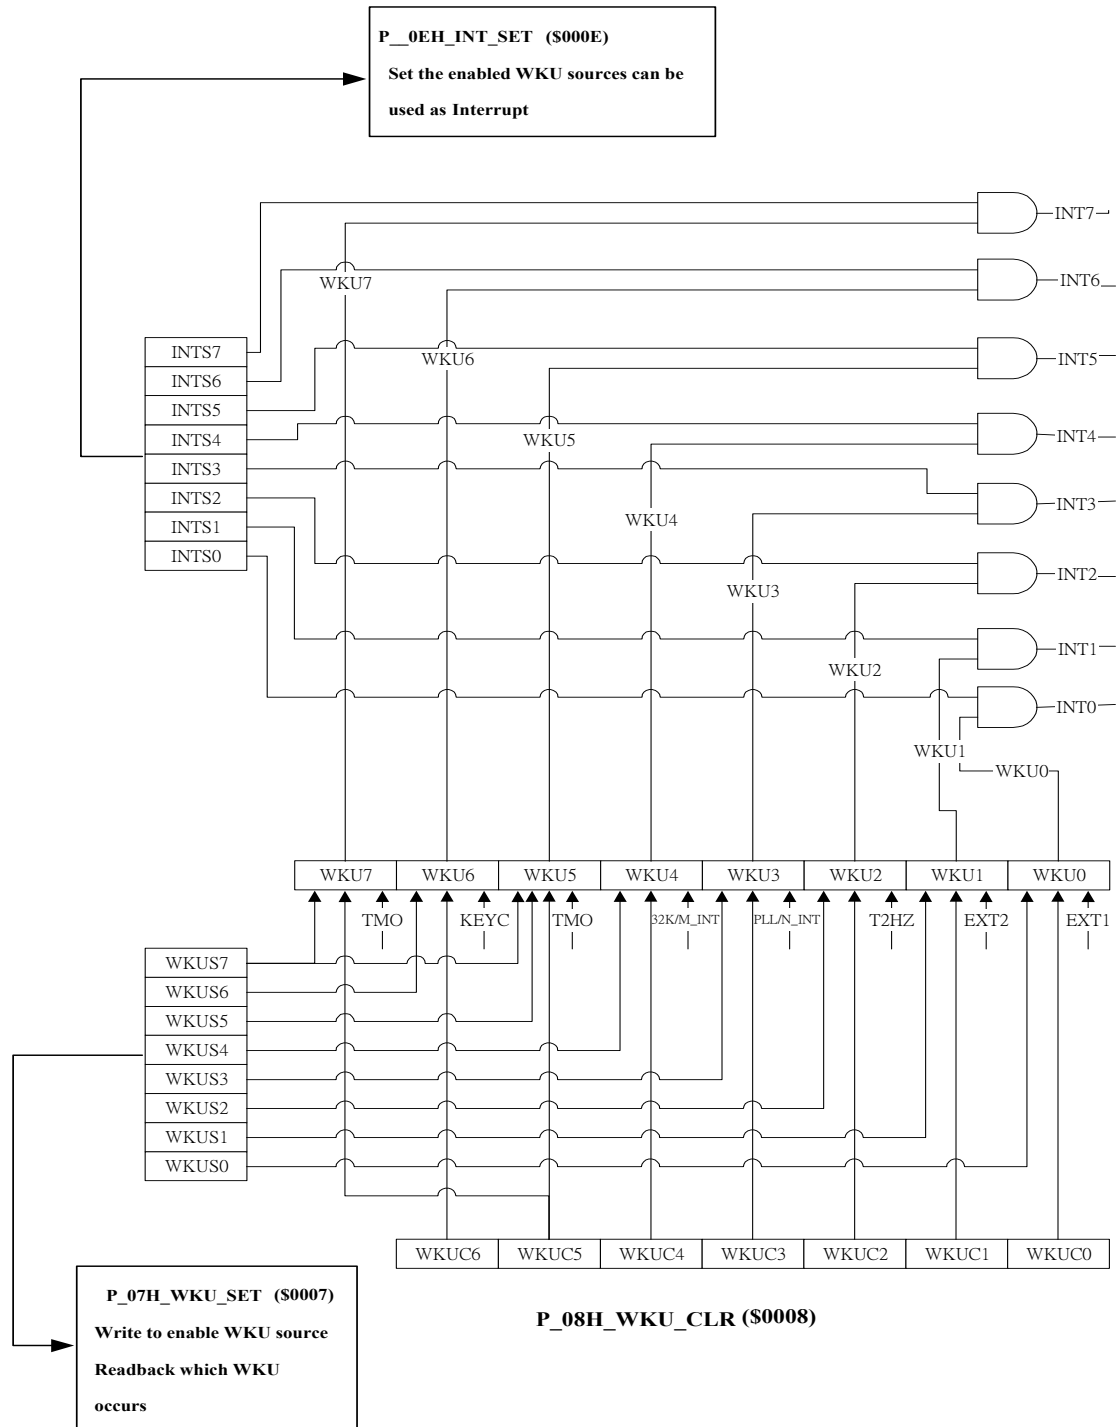 P__0EH_INT_SET ($000E)
Set the enabled WKU sources can be
used as Interrupt
INT7
WKU7
INT6
WKU6
INTS7
INT5
INTS6
INTS5
INTS4
WKU5
INT4
INTS3
INTS2
WKU4
INT3
INTS1
INTS0
WKU3
INT2
WKU2
INT1
INT0
WKU1
WKU0
WKU7 WKU6 WKU5 WKU4 WKU3 WKU2 WKU1 WKU0
TMO KEYC TMO 32K/M_INT PLL/N_INT T2HZ EXT2 EXT1
WKUS7
WKUS6
WKUS5
WKUS4
WKUS3
WKUS2
WKUS1
WKUS0
WKUC6 WKUC5 WKUC4 WKUC3 WKUC2 WKUC1 WKUC0
P_08H_WKU_CLR ($0008)
P_07H_WKU_SET ($0007)
Write to enable WKU source
Readback which WKU
occurs